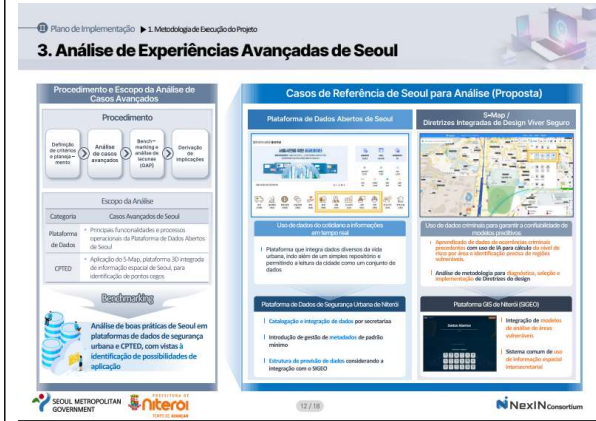 Plano de Implementação ▶ 1. Metodologia de Execução do Projeto
3. Análise de Experiências Avançadas de Seoul
Procedimento e Escopo da Análise de
Casos Avançados
Procedimento
Definição
de critérios
e planeja-
mento
Análise
de casos
avançados
Bench-
marking e
análise de
lacunas
(GAP)
Derivação
de
implicações
Escopo da Análise
Categoria
Casos Avançados de Seoul
Plataforma
de Dados
• Principais funcionalidades e processos
operacionais da Plataforma de Dados Abertos
de Seoul
CPTED
• Aplicação do S-Map, plataforma 3D integrada
de informação espacial de Seoul, para
identificação de pontos cegos
Benchmarking
Análise de boas práticas de Seoul em
plataformas de dados de segurança
urbana e CPTED, com vistas à
identificação de possibilidades de
aplicação
Casos de Referência de Seoul para Análise (Proposta)
Plataforma de Dados Abertos de Seoul
Uso de dados do cotidiano a informações
em tempo real
Plataforma que integra dados diversos da vida
urbana, indo além de um simples repositório e
permitindo a leitura da cidade como um conjunto de
dados
Plataforma de Dados de Segurança Urbana de Niterói
Catalogação e integração de dados por secretarias
Introdução de gestão de metadados de padrão
mínimo
Estrutura de provisão de dados considerando a
integração com o SIGEO
S-Map /
Diretrizes Integradas de Design Viver Seguro
Uso de dados criminais para garantir a confiabilidade de
modelos preditivos
Aprendizado de dados de ocorrências criminais
precedentes com uso de IA para cálculo do nível de
risco por área e identificação precisa de regiões
vulneráveis.
Análise de metodologia para diagnóstico, seleção e
implementação de Diretrizes do design
Plataforma GIS de Niterói (SIGEO)
Dados Abertos
Integração de modelos
de análise de áreas
vulneráveis
Sistema comum de uso
de informação espacial
intersecretarial
SEOUL METROPOLITAN
GOVERNMENT
PREFEITURA DE
Niterói
TEMPO DE AVANÇAR
12 / 18
NexIN Consortium